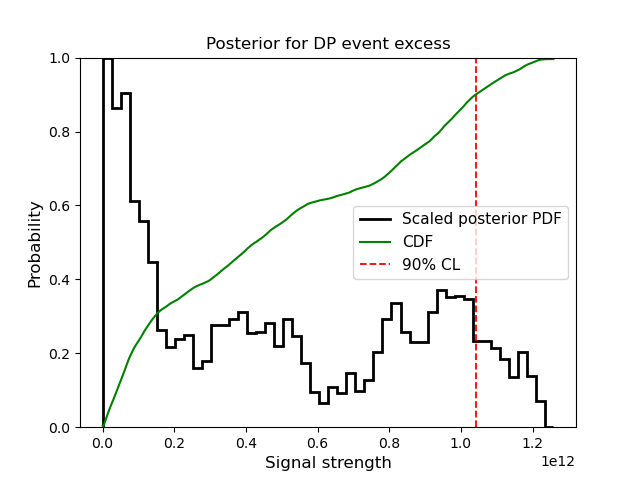 Posterior for DP event excess
1.0
0.8
0.6
0.4
0.2
0.0
Probability
Scaled posterior PDF
CDF
90% CL
0.0 0.2 0.4 0.6 0.8 1.0 1.2
1e12
Signal strength